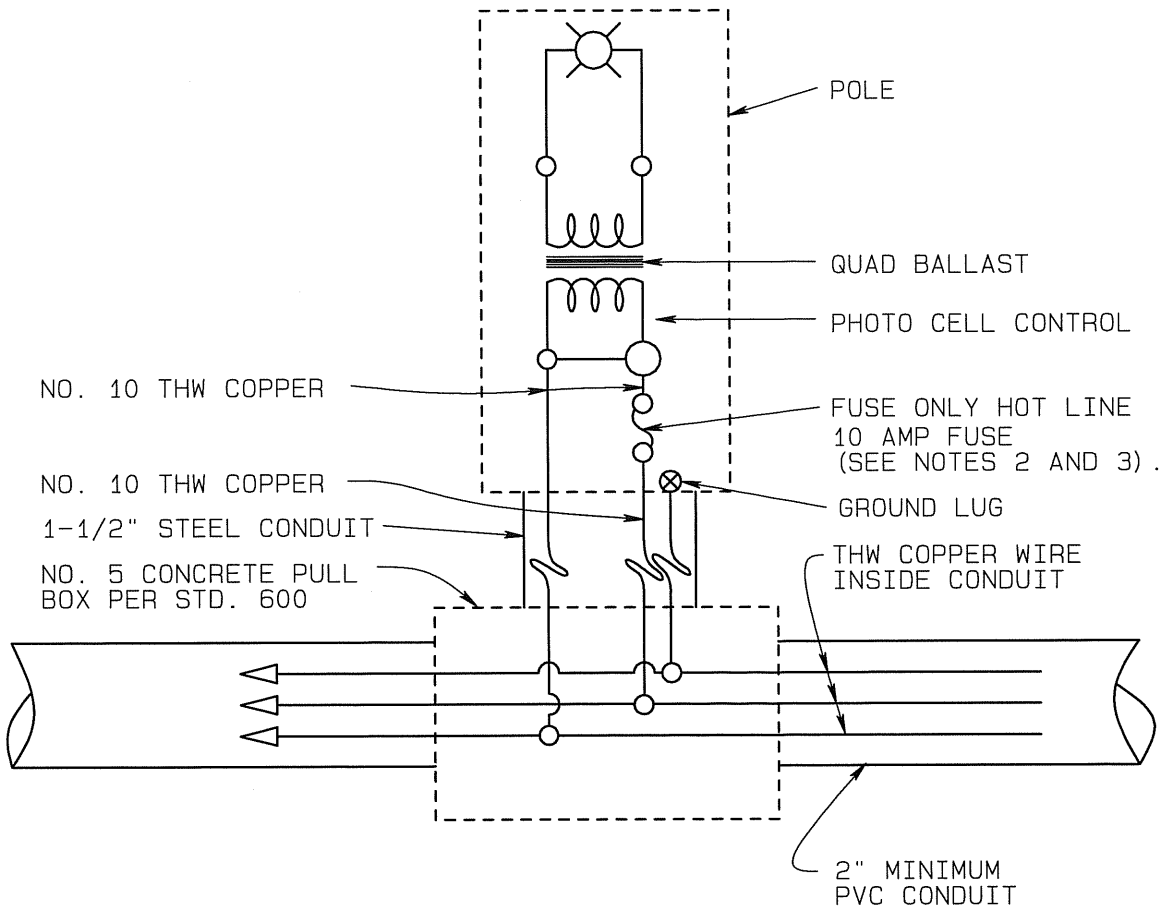 POLE
QUAD BALLAST
PHOTO CELL CONTROL
NO. 10 THW COPPER
FUSE ONLY HOT LINE
10 AMP FUSE
(SEE NOTES 2 AND 3).
NO. 10 THW COPPER
GROUND LUG
1-1/2" STEEL CONDUIT
THW COPPER WIRE
INSIDE CONDUIT
NO. 5 CONCRETE PULL
BOX PER STD. 600
2" MINIMUM
PVC CONDUIT